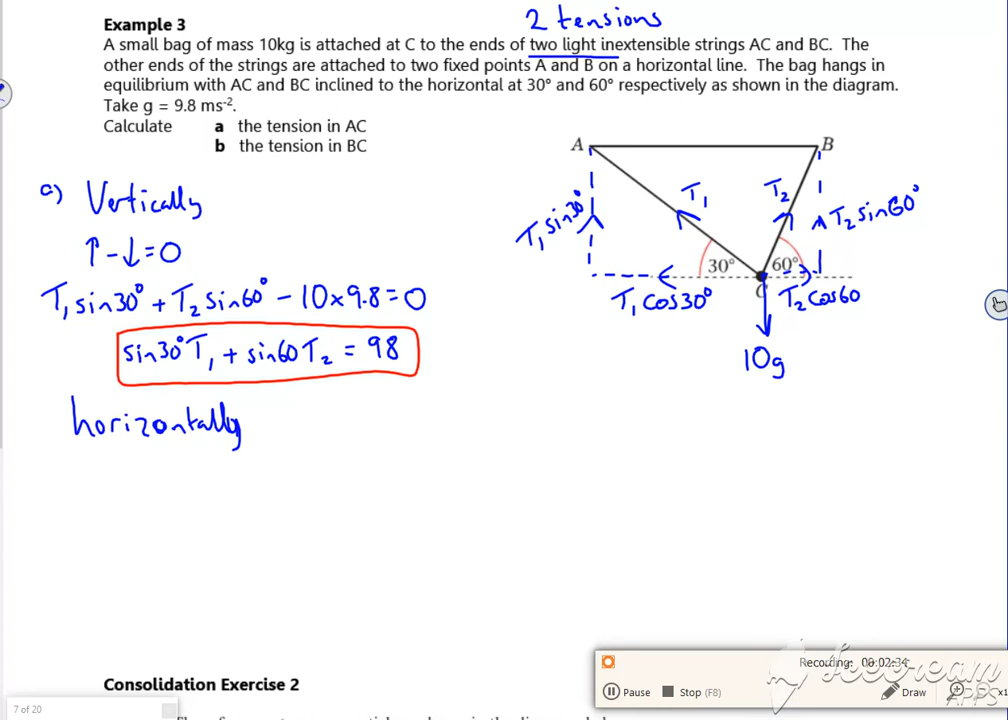 2 tensions
Example 3
A small bag of mass 10kg is attached at C to the ends of two light inextensible strings AC and BC. The
other ends of the strings are attached to two fixed points A and B on a horizontal line. The bag hangs in
equilibrium with AC and BC inclined to the horizontal at 30° and 60° respectively as shown in the diagram.
Take g = 9.8 ms⁻².
Calculate a the tension in AC
b the tension in BC
A
B
a) Vertically
↑ - ↓ = 0
T₁ sin30° + T₂ sin60° - 10 × 9.8 = 0
sin30° T₁ + sin60 T₂ = 98
horizontally
T₁
T₂
T₁ sin30°
T₂ sin60°
30°
60°
T₁ cos30°
C
T₂ cos60
10g
Recording: 00:02:34
Icecream
APPS
Pause
Stop (F8)
Draw
x1
7 of 20
Consolidation Exercise 2